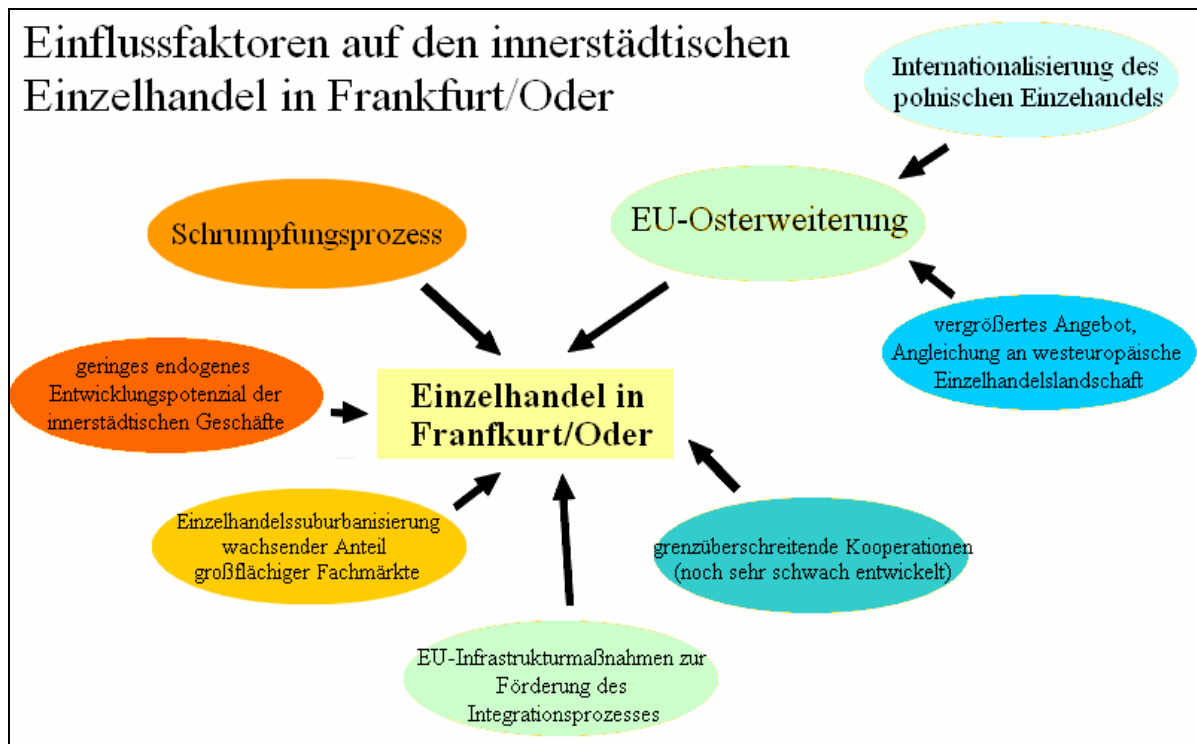 Einflussfaktoren auf den innerstädtischen
Einzelhandel in Frankfurt/Oder
Internationalisierung des
polnischen Einzehandels
EU-Osterweiterung
Schrumpfungsprozess
vergrößertes Angebot,
Angleichung an westeuropäische
Einzelhandelslandschaft
geringes endogenes
Entwicklungspotenzial der
innerstädtischen Geschäfte
Einzelhandel in
Franfkurt/Oder
Einzelhandelssuburbanisierung
wachsender Anteil
großflächiger Fachmärkte
grenzüberschreitende Kooperationen
(noch sehr schwach entwickelt)
EU-Infrastrukturmaßnahmen zur
Förderung des
Integrationsprozesses